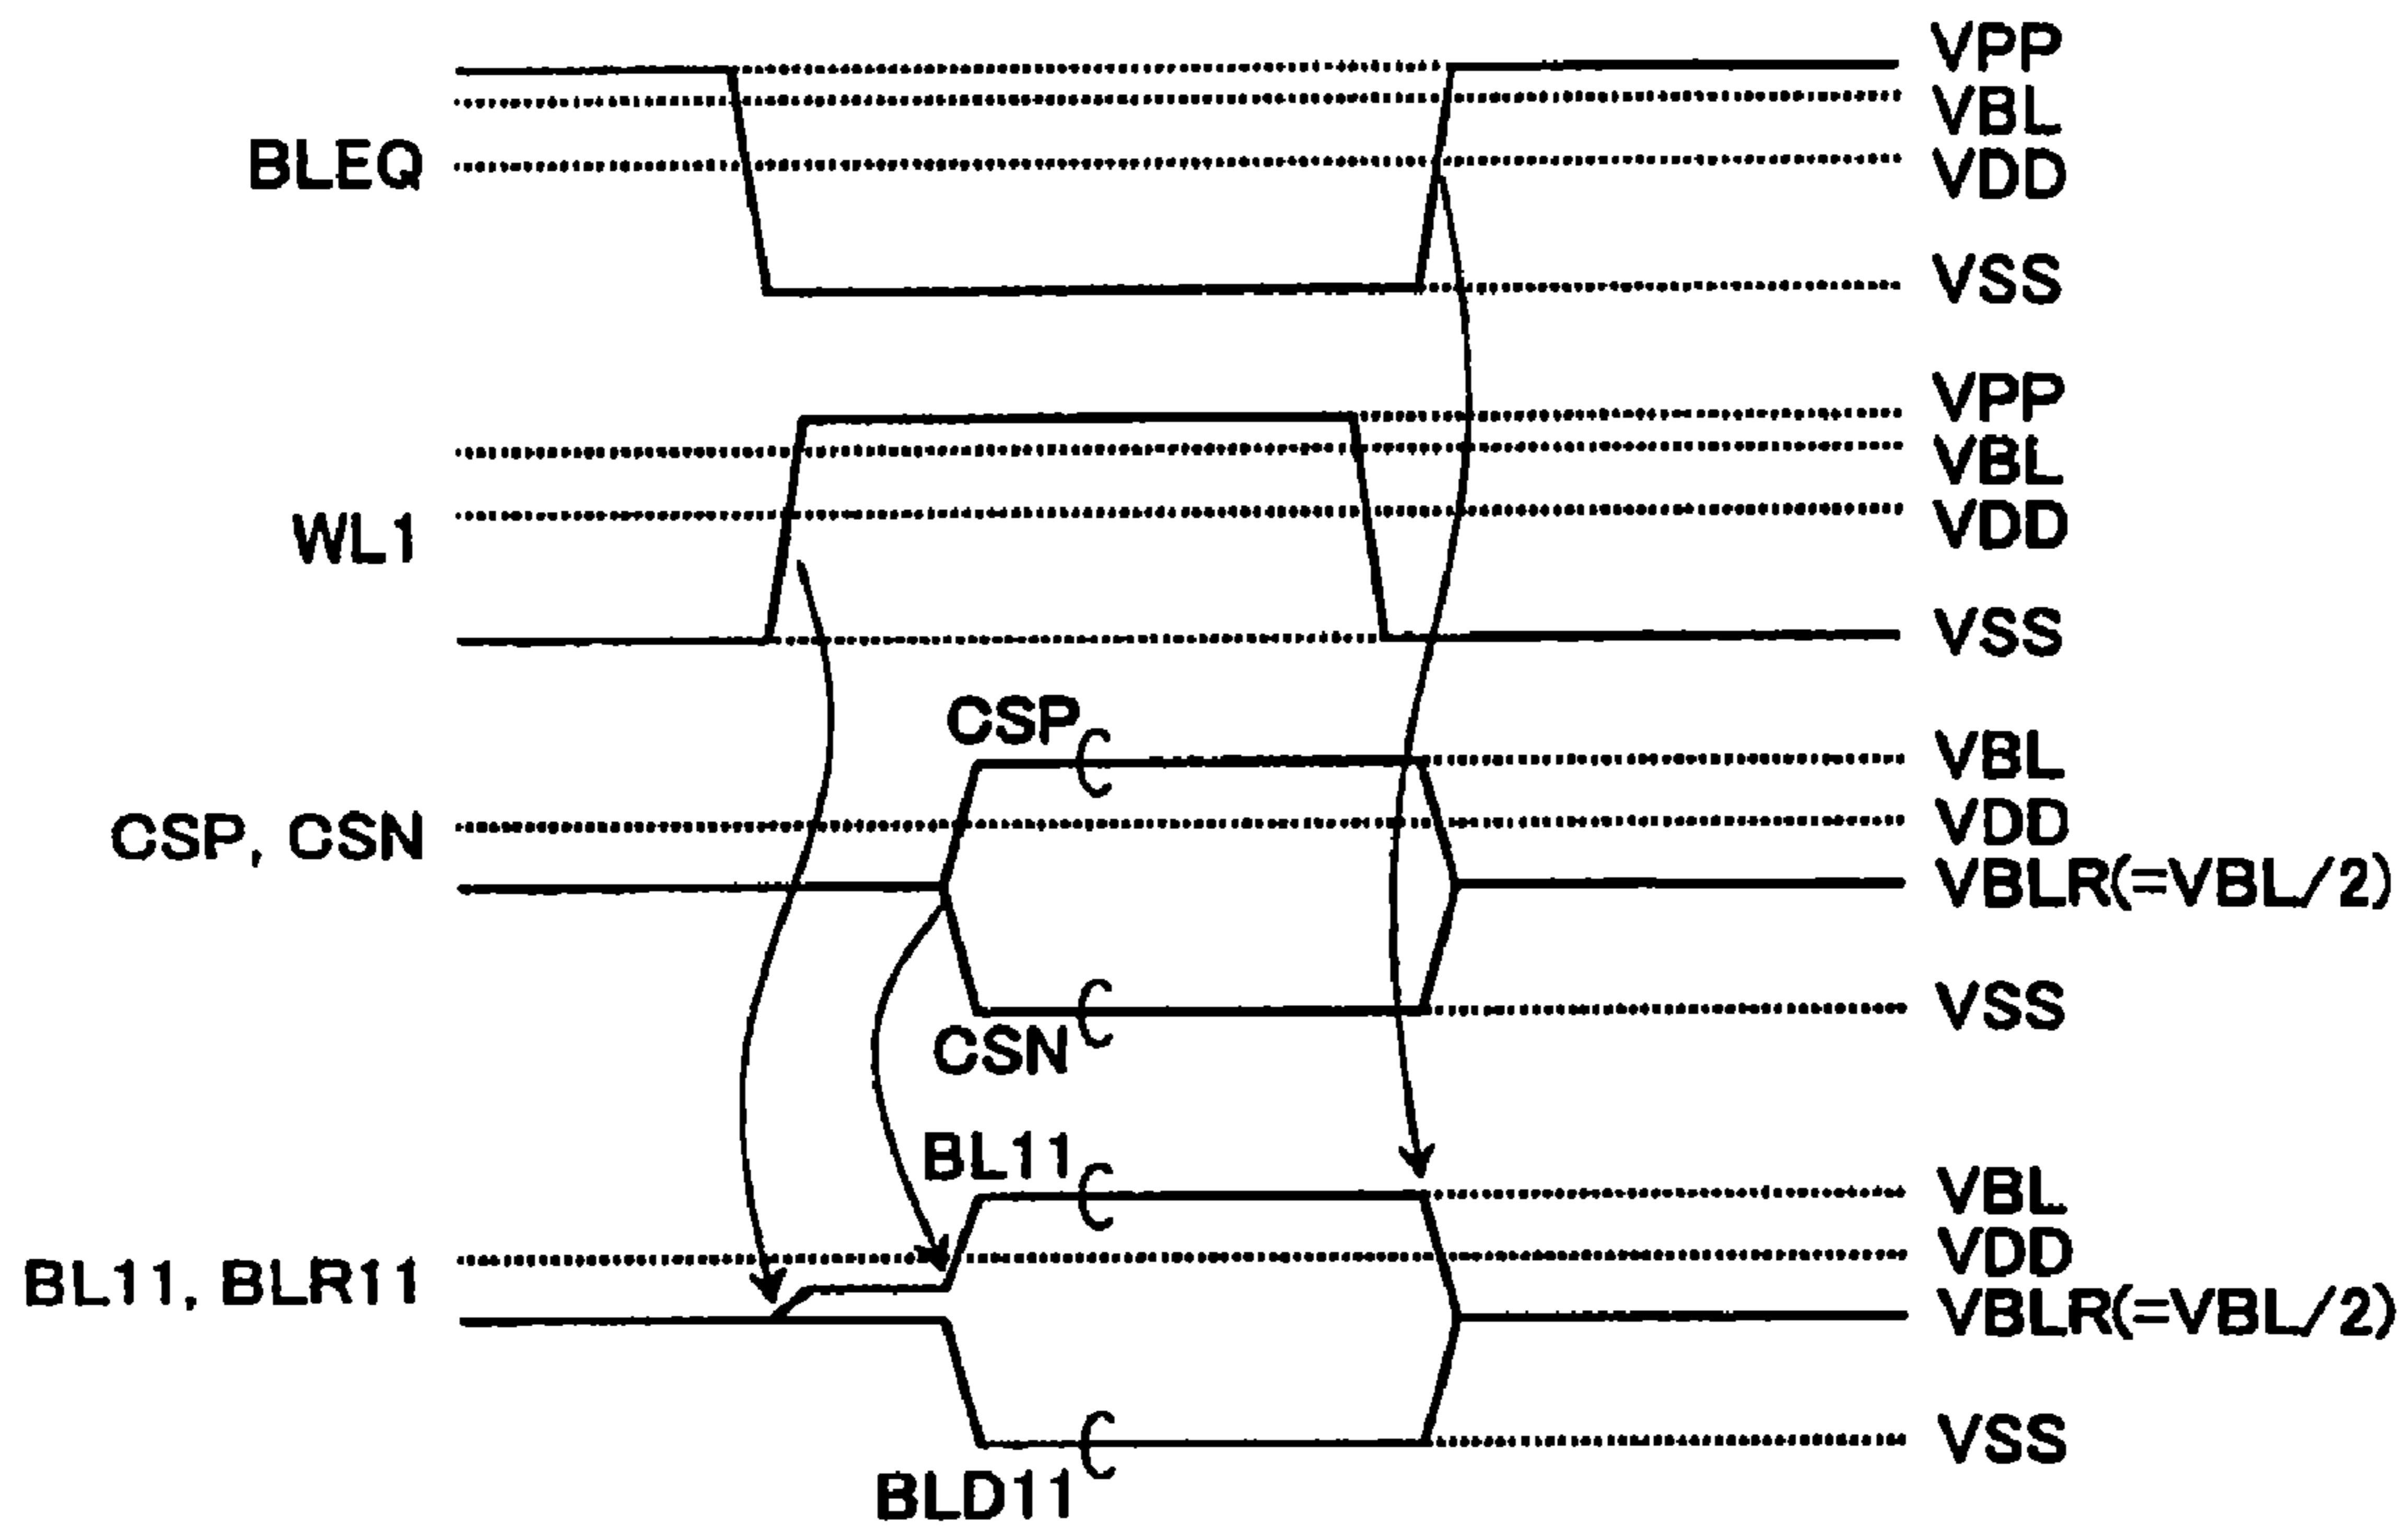 VPP
VBL
BLEQ
VDD
VSS
VPP
VBL
WL1
VDD
VSS
CSP
VBL
CSP, CSN
VDD
VBLR(=VBL/2)
VSS
CSN
BL11
VBL
VDD
BL11, BLR11
VBLR(=VBL/2)
VSS
BLD11